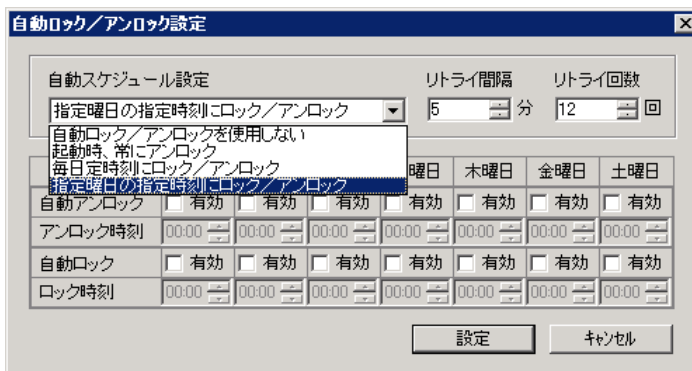 自動ロック/アンロック設定
自動スケジュール設定 リトライ間隔 リトライ回数
指定曜日の指定時刻にロック/アンロック 5 分 12 回
自動ロック/アンロックを使用しない
起動時、常にアンロック
毎日定時刻にロック/アンロック
指定曜日の指定時刻にロック/アンロック
曜日 木曜日 金曜日 土曜日
自動アンロック 有効 有効 有効 有効 有効 有効 有効
アンロック時刻 00:00 00:00 00:00 00:00 00:00 00:00 00:00
自動ロック 有効 有効 有効 有効 有効 有効 有効
ロック時刻 00:00 00:00 00:00 00:00 00:00 00:00 00:00
設定 キャンセル